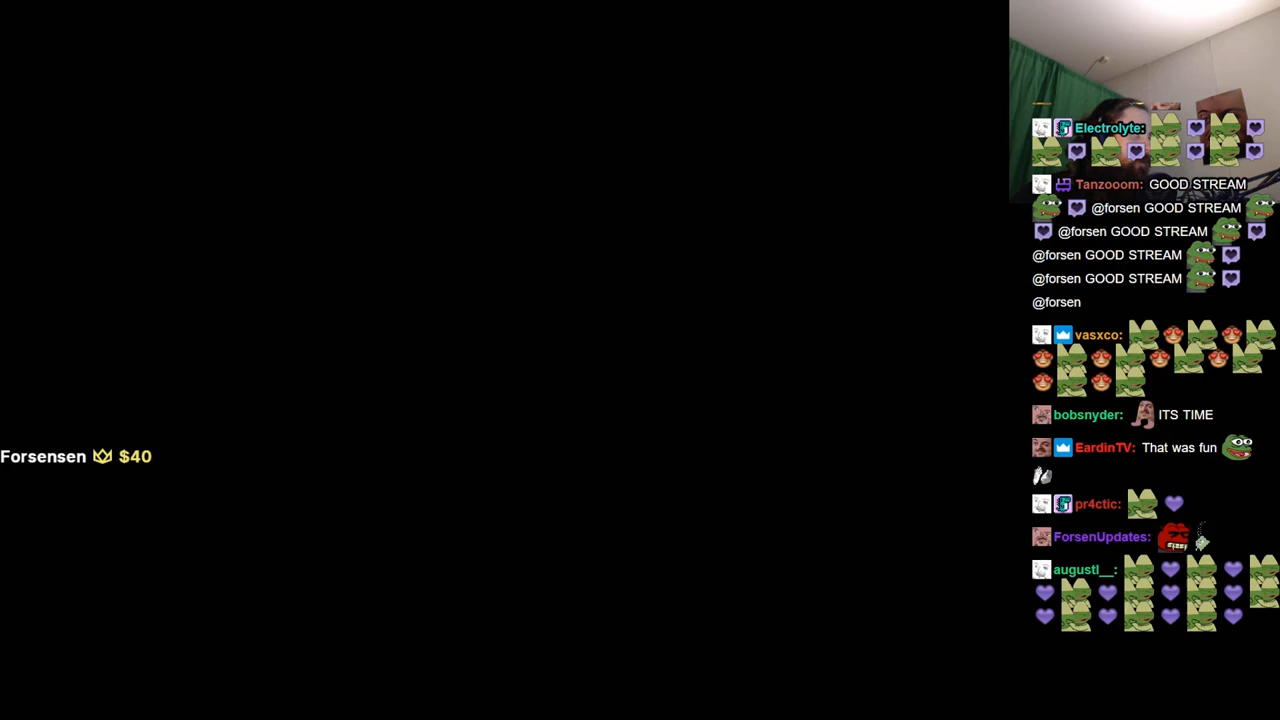 Electrolyte:
Tanzooom: GOOD STREAM
@forsen GOOD STREAM
@forsen GOOD STREAM
@forsen GOOD STREAM
@forsen GOOD STREAM
@forsen
vasxco:
bobsnyder: ITS TIME
EardinTV: That was fun
Forsensen $40
pr4ctic:
ForsenUpdates:
augustl__: